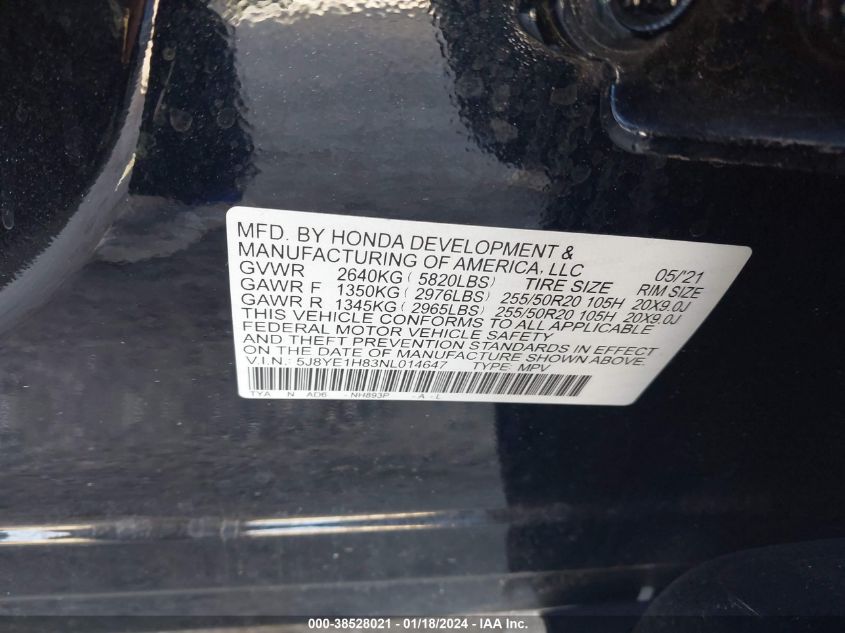 MFD. BY HONDA DEVELOPMENT &
MANUFACTURING OF AMERICA, LLC 05/'21
GVWR 2640KG (5820LBS) TIRE SIZE RIM SIZE
GAWR F 1350KG (2976LBS) 255/50R20 105H 20X9.0J
GAWR R 1345KG (2965LBS) 255/50R20 105H 20X9.0J
THIS VEHICLE CONFORMS TO ALL APPLICABLE
FEDERAL MOTOR VEHICLE SAFETY
AND THEFT PREVENTION STANDARDS IN EFFECT
ON THE DATE OF MANUFACTURE SHOWN ABOVE.
V.I.N.: 5J8YE1H83NL014647 TYPE: MPV
TYA N AD6 -NH893P -A-L
000-38528021 — 01/18/2024 — IAA Inc.